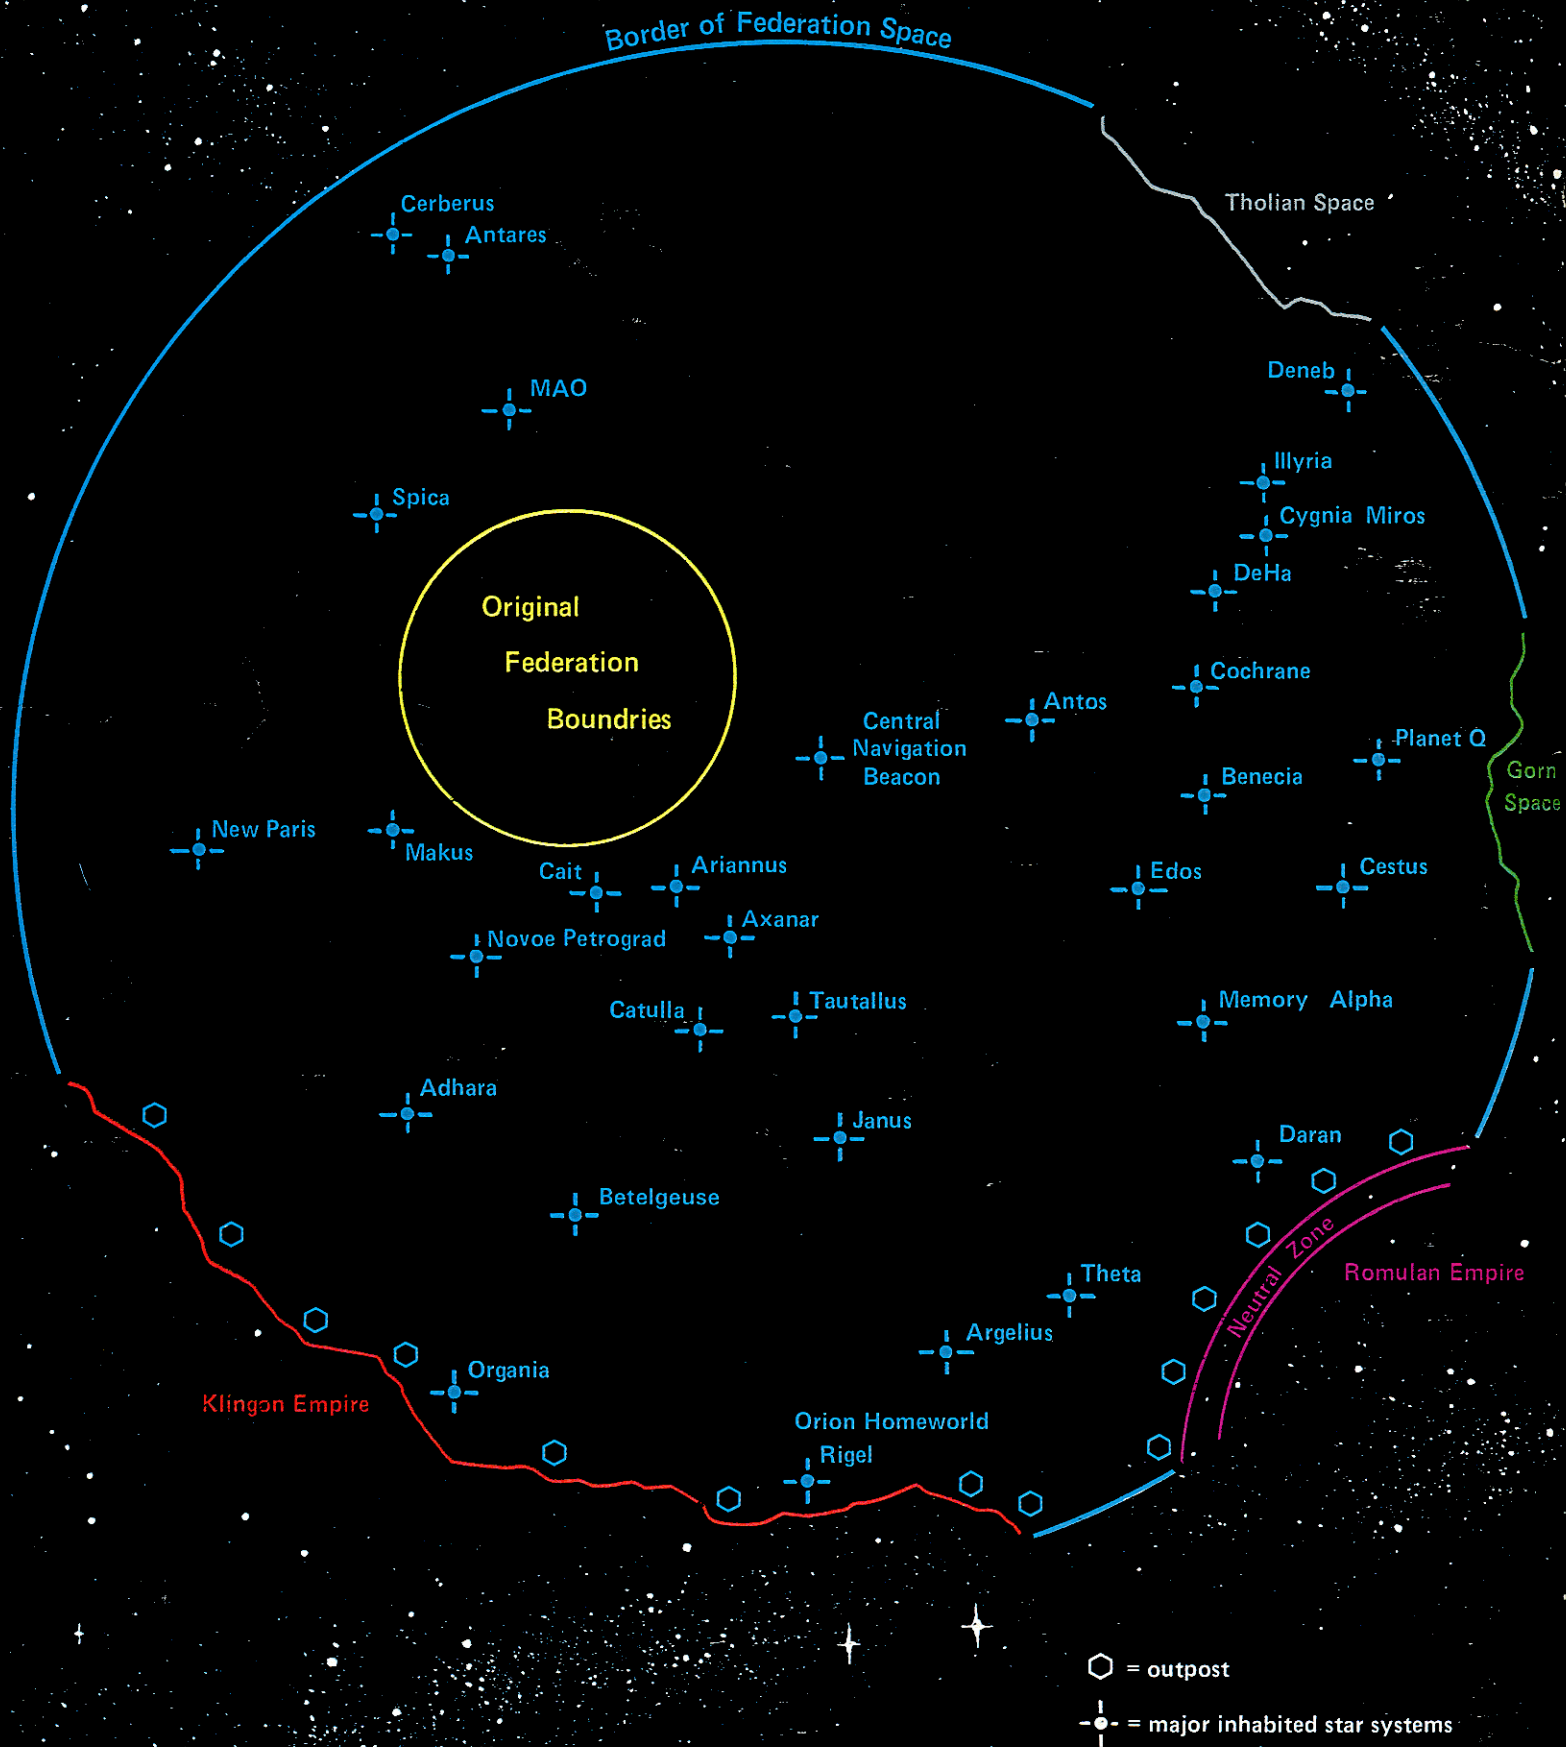 Border of Federation Space
Tholian Space
Cerberus
Antares
Deneb
MAO
Illyria
Spica
Cygnia Miros
DeHa
Original
Federation
Boundries
Cochrane
Antos
Central
Navigation
Beacon
Planet Q
Gorn
Space
Benecia
New Paris
Makus
Cait
Ariannus
Edos
Cestus
Axanar
Novoe Petrograd
Catulla
Tautallus
Memory Alpha
Adhara
Janus
Daran
Betelgeuse
Neutral Zone
Romulan Empire
Theta
Argelius
Organia
Klingon Empire
Orion Homeworld
Rigel
= outpost
= major inhabited star systems